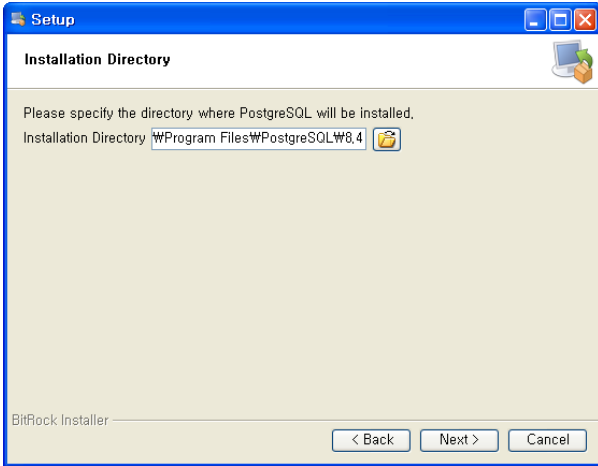 Setup
Installation Directory
Please specify the directory where PostgreSQL will be installed.
Installation Directory ₩Program Files₩PostgreSQL₩8.4
BitRock Installer
< Back Next > Cancel